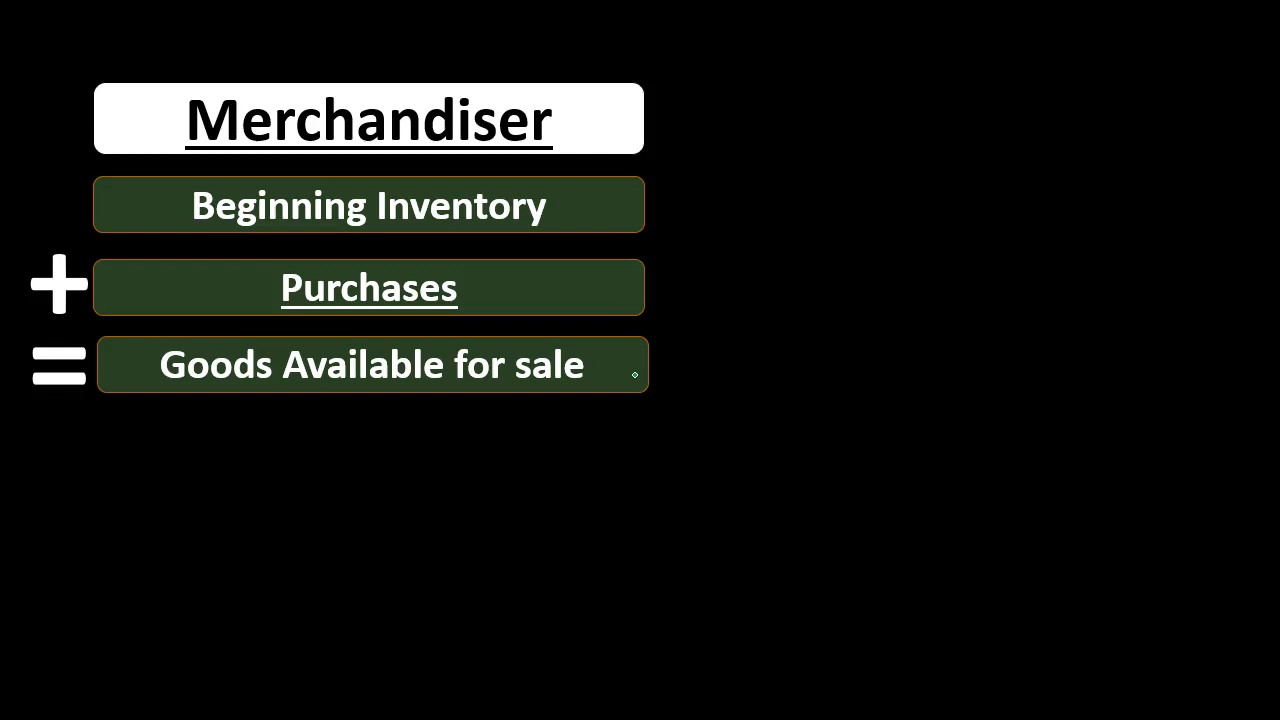 Merchandiser
Beginning Inventory
+ Purchases
= Goods Available for sale